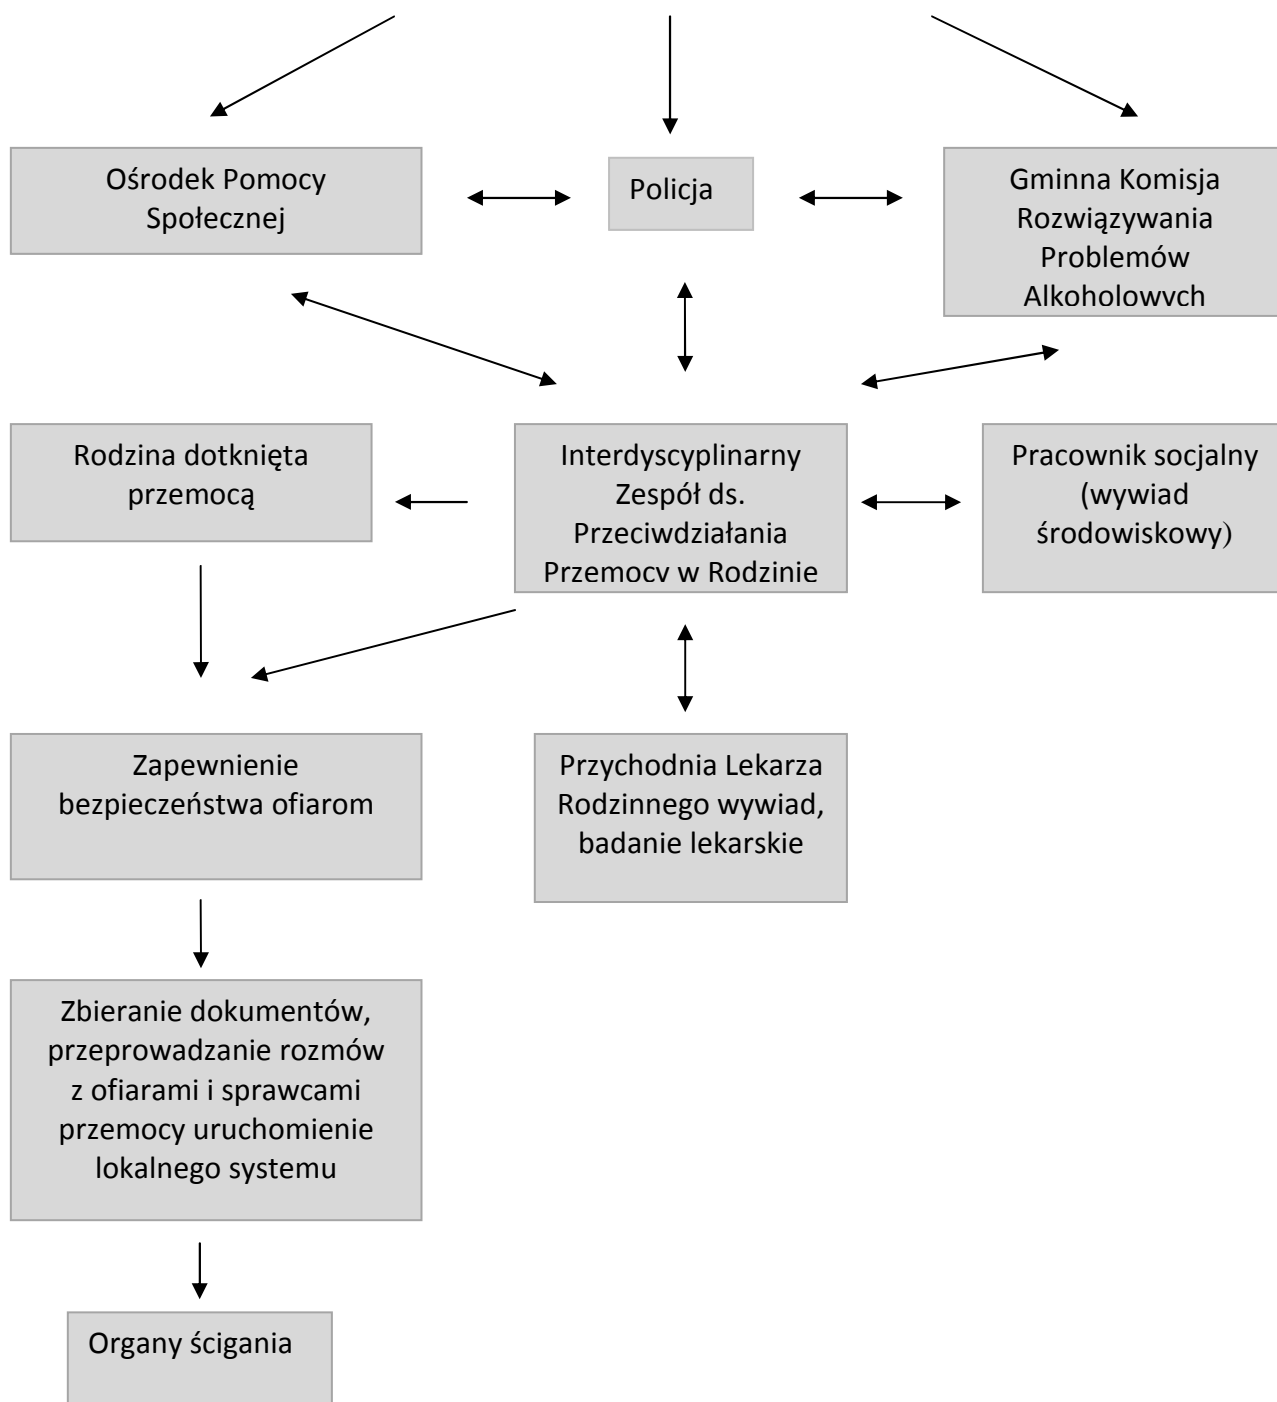 Ośrodek Pomocy
Społecznej
Policja
Gminna Komisja
Rozwiązywania
Problemów
Alkoholowych
Rodzina dotknięta
przemocą
Interdyscyplinarny
Zespół ds.
Przeciwdziałania
Przemocy w Rodzinie
Pracownik socjalny
(wywiad
środowiskowy)
Zapewnienie
bezpieczeństwa ofiarom
Przychodnia Lekarza
Rodzinnego wywiad,
badanie lekarskie
Zbieranie dokumentów,
przeprowadzanie rozmów
z ofiarami i sprawcami
przemocy uruchomienie
lokalnego systemu
Organy ścigania